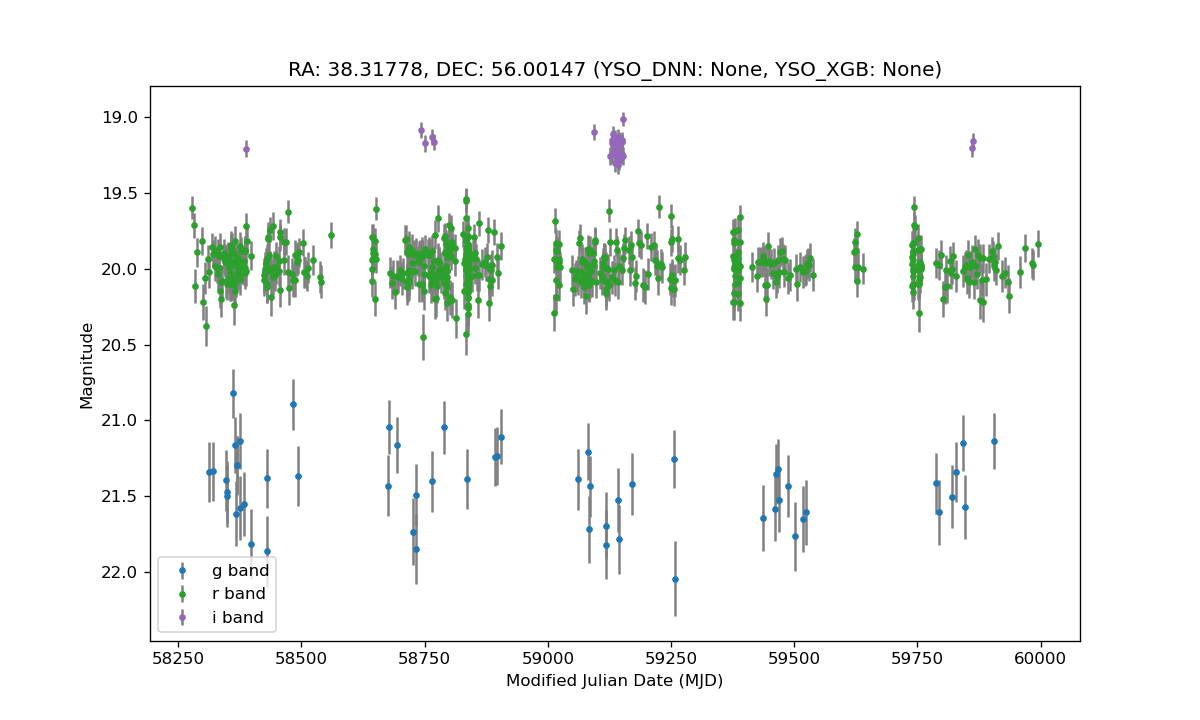 RA: 38.31778, DEC: 56.00147 (YSO_DNN: None, YSO_XGB: None)
19.0
19.5
20.0
20.5
21.0
21.5
22.0
Magnitude
g band
r band
i band
58250 58500 58750 59000 59250 59500 59750 60000
Modified Julian Date (MJD)